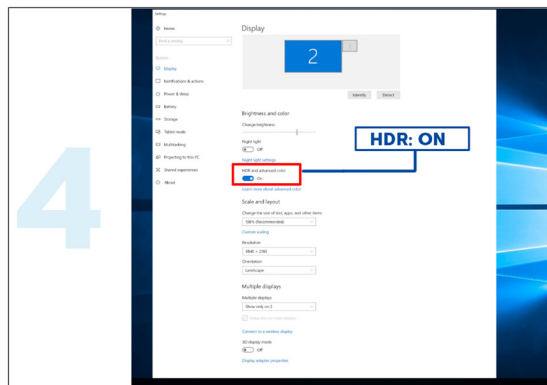 4
Settings
Home
Find a setting
System
Display
Notifications & actions
Power & sleep
Battery
Storage
Tablet mode
Multitasking
Projecting to this PC
Shared experiences
About
Display
2
1
Identify
Detect
Brightness and color
Change brightness
Night light
Off
Night light settings
HDR and advanced color
On
Learn more about advanced color
HDR: ON
Scale and layout
Change the size of text, apps, and other items
Custom scaling
Resolution
Orientation
Landscape
Multiple displays
Multiple displays
Show only on 2
Connect to a wireless display
3D display mode
Off
Display adapter properties